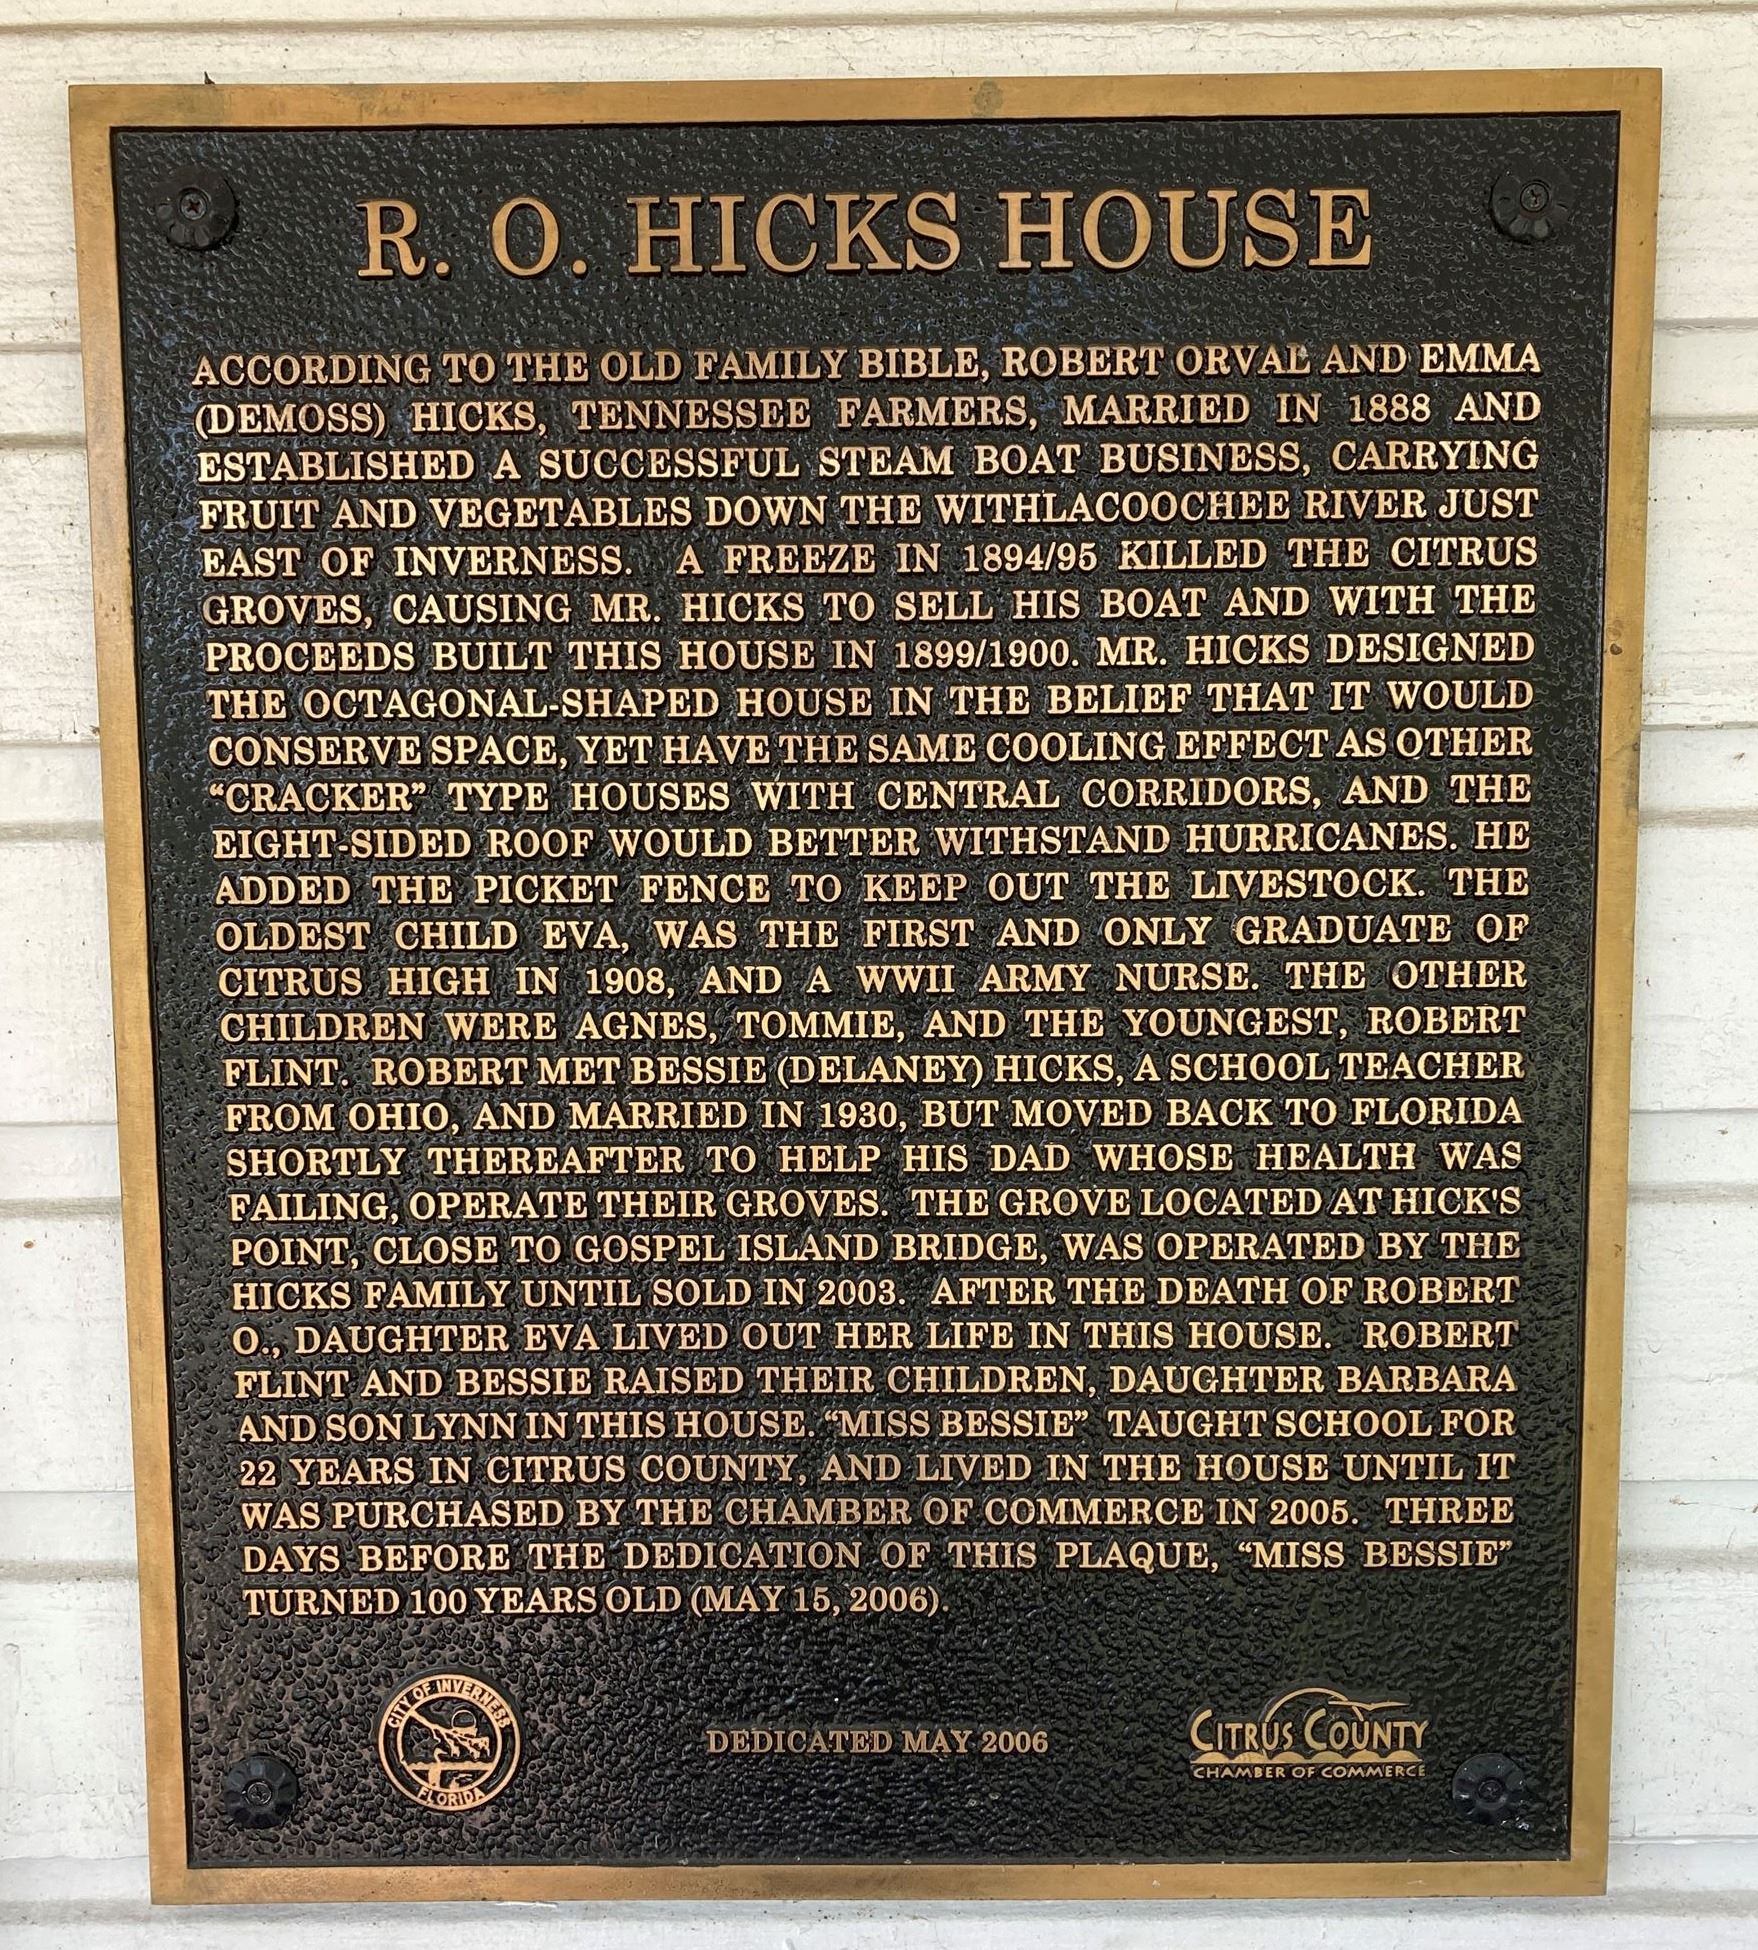 R. O. HICKS HOUSE
ACCORDING TO THE OLD FAMILY BIBLE, ROBERT ORVAL AND EMMA
(DEMOSS) HICKS, TENNESSEE FARMERS, MARRIED IN 1888 AND
ESTABLISHED A SUCCESSFUL STEAM BOAT BUSINESS, CARRYING
FRUIT AND VEGETABLES DOWN THE WITHLACOOCHEE RIVER JUST
EAST OF INVERNESS. A FREEZE IN 1894/95 KILLED THE CITRUS
GROVES, CAUSING MR. HICKS TO SELL HIS BOAT AND WITH THE
PROCEEDS BUILT THIS HOUSE IN 1899/1900. MR. HICKS DESIGNED
THE OCTAGONAL-SHAPED HOUSE IN THE BELIEF THAT IT WOULD
CONSERVE SPACE, YET HAVE THE SAME COOLING EFFECT AS OTHER
“CRACKER” TYPE HOUSES WITH CENTRAL CORRIDORS, AND THE
EIGHT-SIDED ROOF WOULD BETTER WITHSTAND HURRICANES. HE
ADDED THE PICKET FENCE TO KEEP OUT THE LIVESTOCK. THE
OLDEST CHILD EVA, WAS THE FIRST AND ONLY GRADUATE OF
CITRUS HIGH IN 1908, AND A WWII ARMY NURSE. THE OTHER
CHILDREN WERE AGNES, TOMMIE, AND THE YOUNGEST, ROBERT
FLINT. ROBERT MET BESSIE (DELANEY) HICKS, A SCHOOL TEACHER
FROM OHIO, AND MARRIED IN 1930, BUT MOVED BACK TO FLORIDA
SHORTLY THEREAFTER TO HELP HIS DAD WHOSE HEALTH WAS
FAILING, OPERATE THEIR GROVES. THE GROVE LOCATED AT HICK'S
POINT, CLOSE TO GOSPEL ISLAND BRIDGE, WAS OPERATED BY THE
HICKS FAMILY UNTIL SOLD IN 2003. AFTER THE DEATH OF ROBERT
O., DAUGHTER EVA LIVED OUT HER LIFE IN THIS HOUSE. ROBERT
FLINT AND BESSIE RAISED THEIR CHILDREN, DAUGHTER BARBARA
AND SON LYNN IN THIS HOUSE. “MISS BESSIE” TAUGHT SCHOOL FOR
22 YEARS IN CITRUS COUNTY, AND LIVED IN THE HOUSE UNTIL IT
WAS PURCHASED BY THE CHAMBER OF COMMERCE IN 2005. THREE
DAYS BEFORE THE DEDICATION OF THIS PLAQUE, “MISS BESSIE”
TURNED 100 YEARS OLD (MAY 15, 2006).
CITY OF INVERNESS
FLORIDA
DEDICATED MAY 2006
CITRUS COUNTY
CHAMBER OF COMMERCE